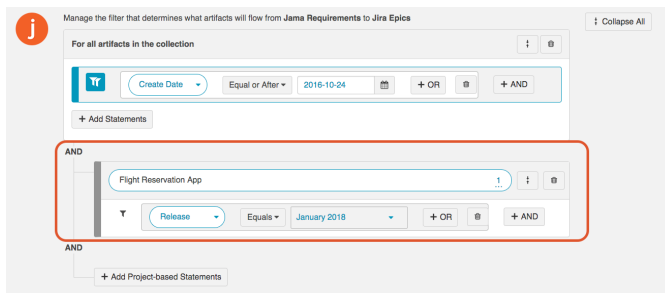 j
Manage the filter that determines what artifacts will flow from Jama Requirements to Jira Epics
Collapse All
For all artifacts in the collection
Create Date Equal or After 2016-10-24 + OR + AND
+ Add Statements
AND
Flight Reservation App 1
Release Equals January 2018 + OR + AND
AND
+ Add Project-based Statements